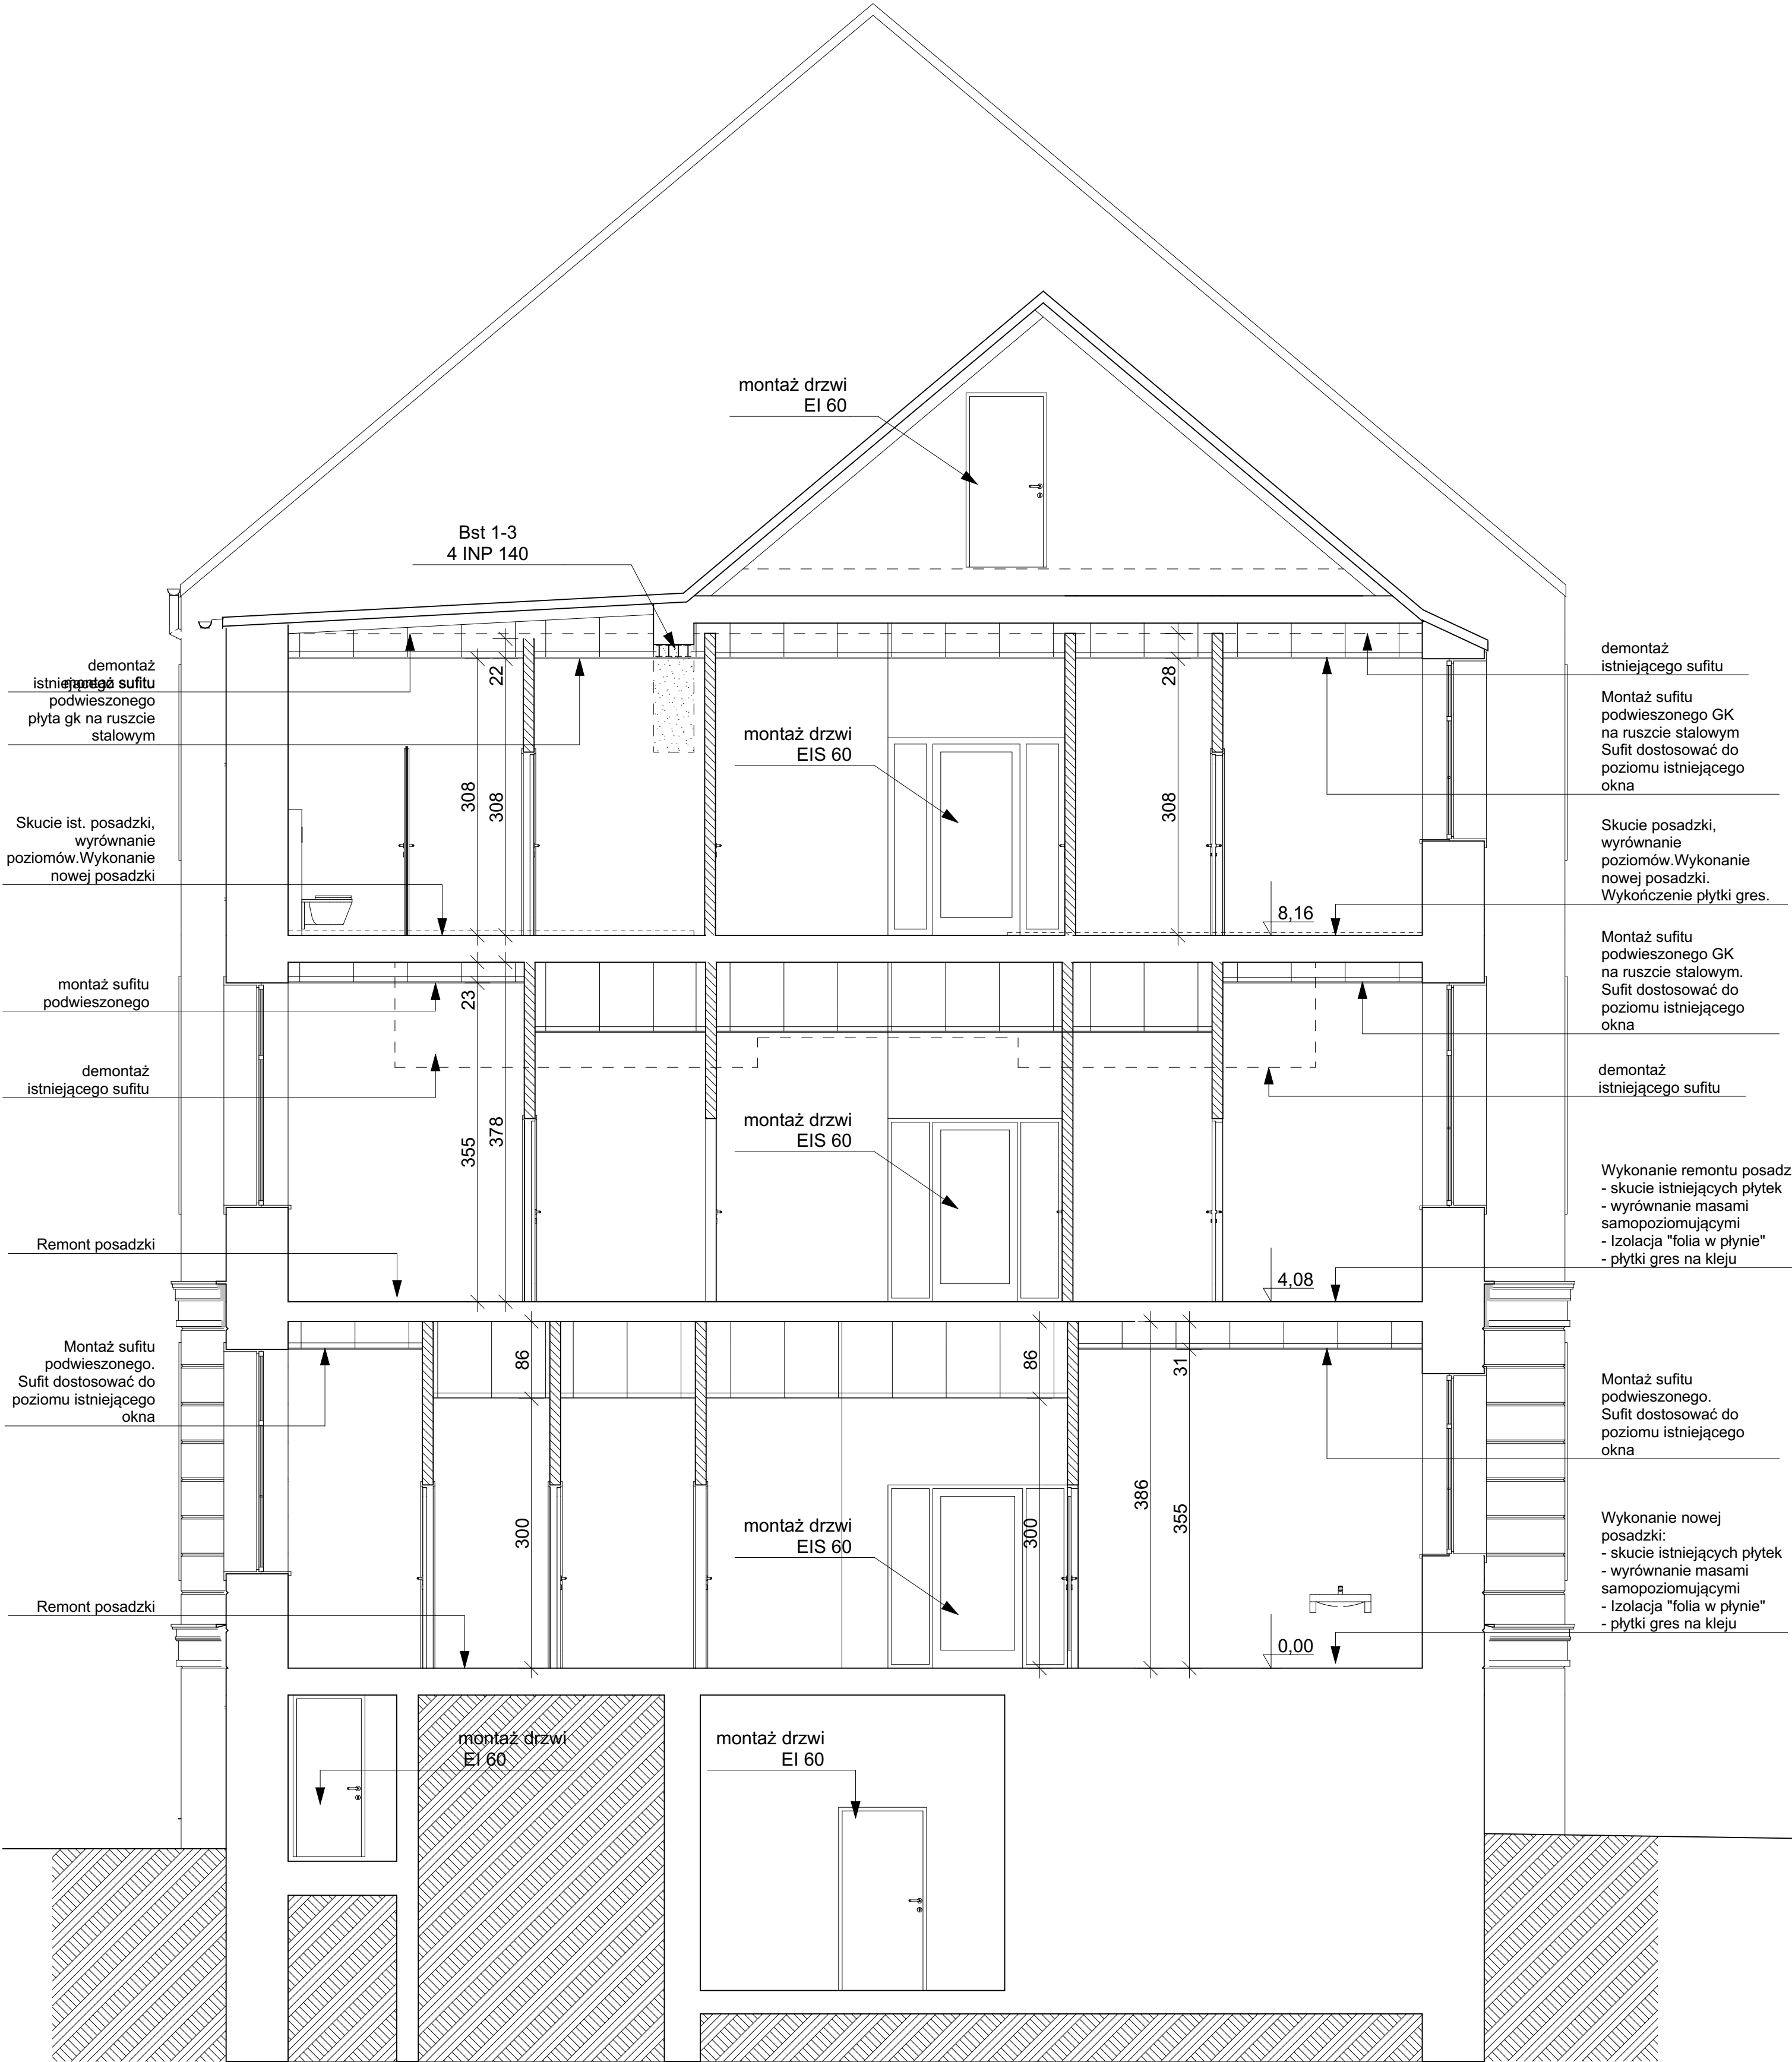 montaż drzwi
EI 60
Bst 1-3
4 INP 140
demontaż
istniejącego sufitu
montaż sufitu
podwieszonego
płyta gk na ruszcie
stalowym
22
308
308
montaż drzwi
EIS 60
28
308
demontaż
istniejącego sufitu
Montaż sufitu
podwieszonego GK
na ruszcie stalowym
Sufit dostosować do
poziomu istniejącego
okna
Skucie ist. posadzki,
wyrównanie
poziomów.Wykonanie
nowej posadzki
8,16
Skucie posadzki,
wyrównanie
poziomów.Wykonanie
nowej posadzki.
Wykończenie płytki gres.
montaż sufitu
podwieszonego
23
Montaż sufitu
podwieszonego GK
na ruszcie stalowym.
Sufit dostosować do
poziomu istniejącego
okna
demontaż
istniejącego sufitu
355
378
montaż drzwi
EIS 60
demontaż
istniejącego sufitu
Remont posadzki
4,08
Wykonanie remontu posadz
- skucie istniejących płytek
- wyrównanie masami
samopoziomującymi
- Izolacja "folia w płynie"
- płytki gres na kleju
Montaż sufitu
podwieszonego.
Sufit dostosować do
poziomu istniejącego
okna
86
300
86
300
31
386
355
Montaż sufitu
podwieszonego.
Sufit dostosować do
poziomu istniejącego
okna
montaż drzwi
EIS 60
Remont posadzki
0,00
Wykonanie nowej
posadzki:
- skucie istniejących płytek
- wyrównanie masami
samopoziomującymi
- Izolacja "folia w płynie"
- płytki gres na kleju
montaż drzwi
EI 60
montaż drzwi
EI 60